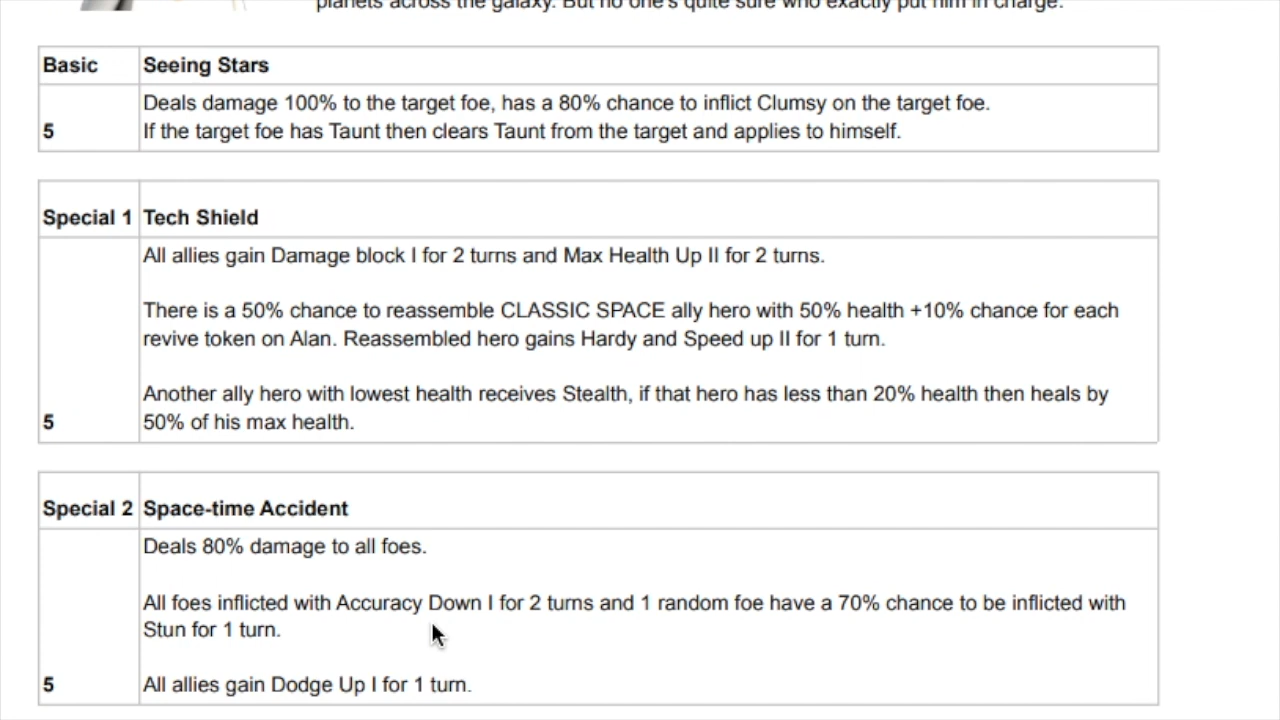 planets across the galaxy. But no one's quite sure who exactly put him in charge.
Basic Seeing Stars
Deals damage 100% to the target foe, has a 80% chance to inflict Clumsy on the target foe.
5 If the target foe has Taunt then clears Taunt from the target and applies to himself.
Special 1 Tech Shield
All allies gain Damage block I for 2 turns and Max Health Up II for 2 turns.
There is a 50% chance to reassemble CLASSIC SPACE ally hero with 50% health +10% chance for each
revive token on Alan. Reassembled hero gains Hardy and Speed up II for 1 turn.
Another ally hero with lowest health receives Stealth, if that hero has less than 20% health then heals by
5 50% of his max health.
Special 2 Space-time Accident
Deals 80% damage to all foes.
All foes inflicted with Accuracy Down I for 2 turns and 1 random foe have a 70% chance to be inflicted with
Stun for 1 turn.
5 All allies gain Dodge Up I for 1 turn.